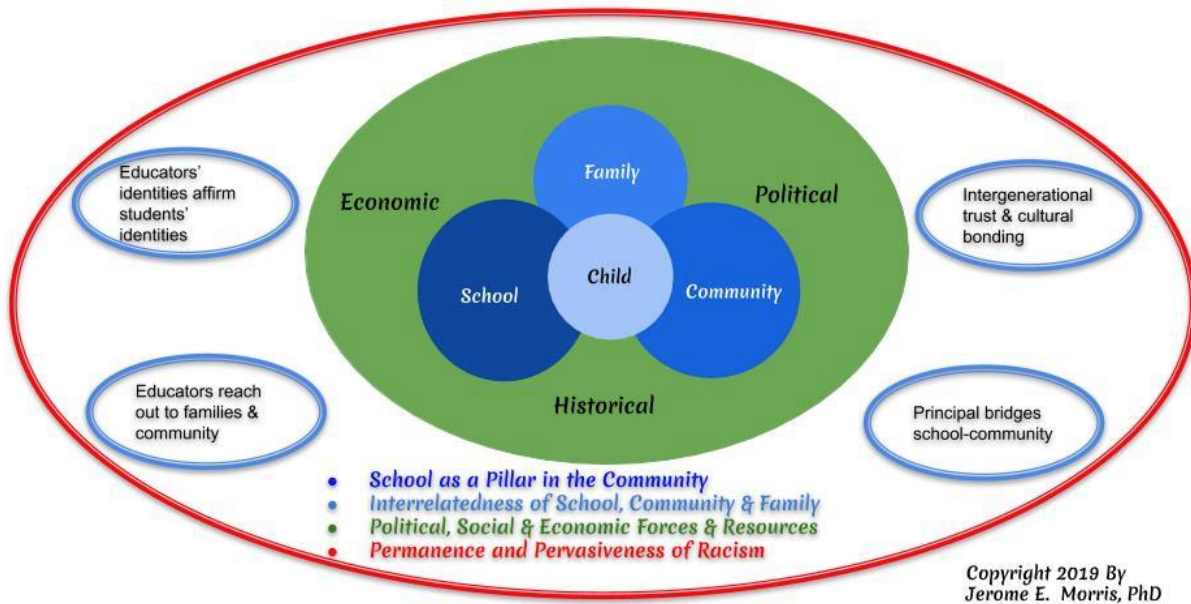 Educators'
identities affirm
students'
identities
Economic
Family
Political
Intergenerational
trust & cultural
bonding
School
Child
Community
Educators reach
out to families &
community
Historical
Principal bridges
school-community
• School as a Pillar in the Community
• Interrelatedness of School, Community & Family
• Political, Social & Economic Forces & Resources
• Permanence and Pervasiveness of Racism
Copyright 2019 By
Jerome E. Morris, PhD